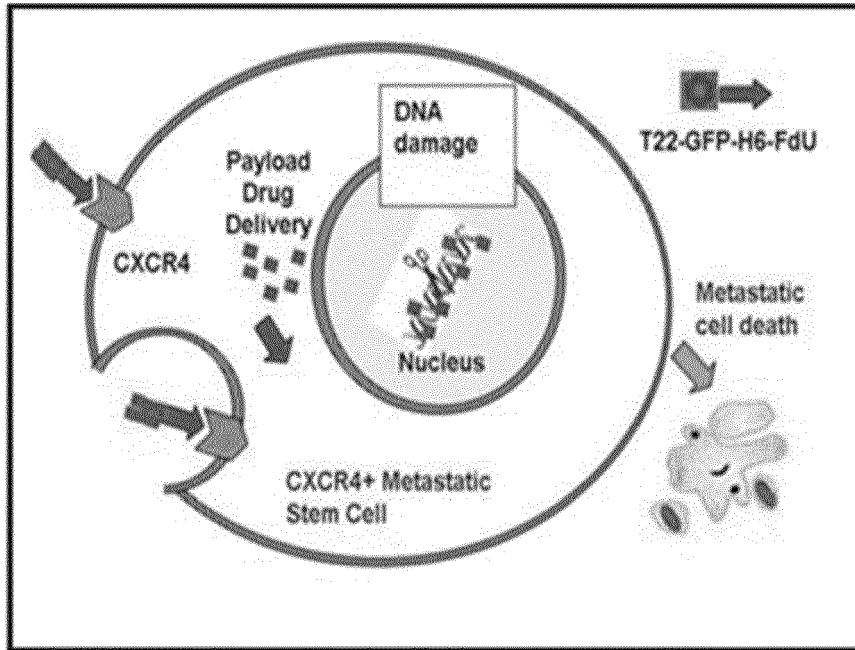 DNA
damage
T22-GFP-H6-FdU
Payload
Drug
Delivery
CXCR4
Metastatic
cell death
Nucleus
CXCR4+ Metastatic
Stem Cell